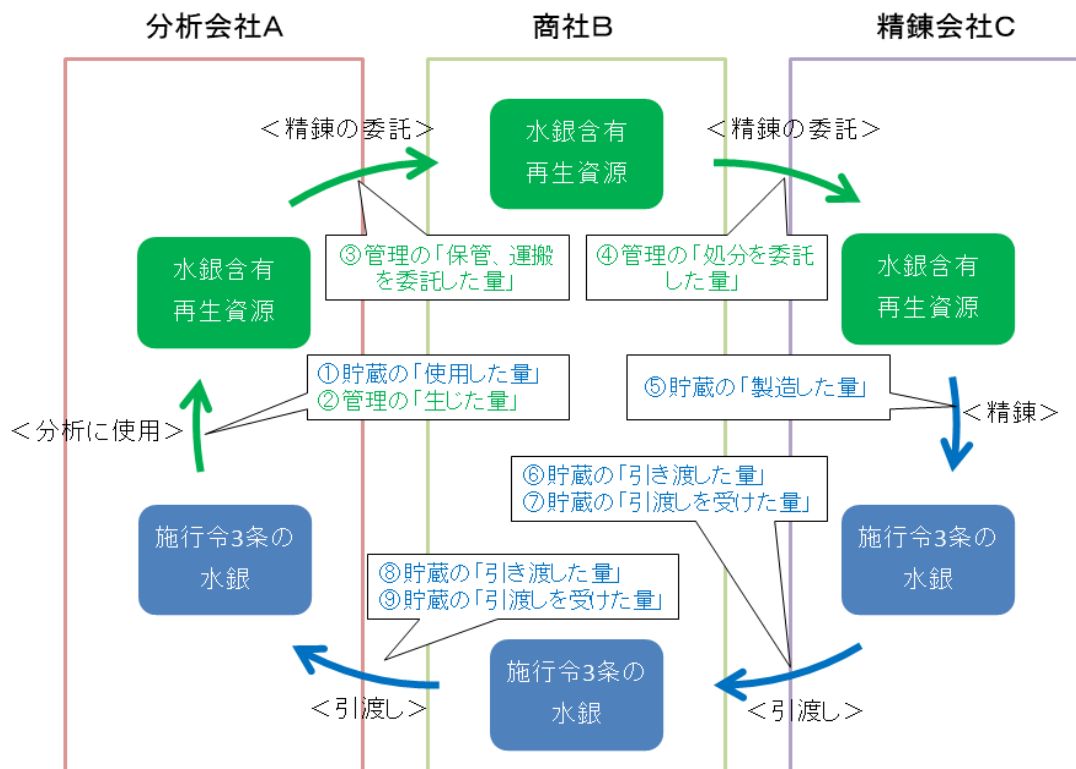 分析会社A
商社B
精錬会社C
＜精錬の委託＞
水銀含有
再生資源
＜精錬の委託＞
③管理の「保管、運搬
を委託した量」
④管理の「処分を委託
した量」
水銀含有
再生資源
水銀含有
再生資源
①貯蔵の「使用した量」
②管理の「生じた量」
⑤貯蔵の「製造した量」
＜分析に使用＞
＜精錬＞
⑥貯蔵の「引き渡した量」
⑦貯蔵の「引渡しを受けた量」
施行令3条の
水銀
施行令3条の
水銀
⑧貯蔵の「引き渡した量」
⑨貯蔵の「引渡しを受けた量」
施行令3条の
水銀
＜引渡し＞
＜引渡し＞